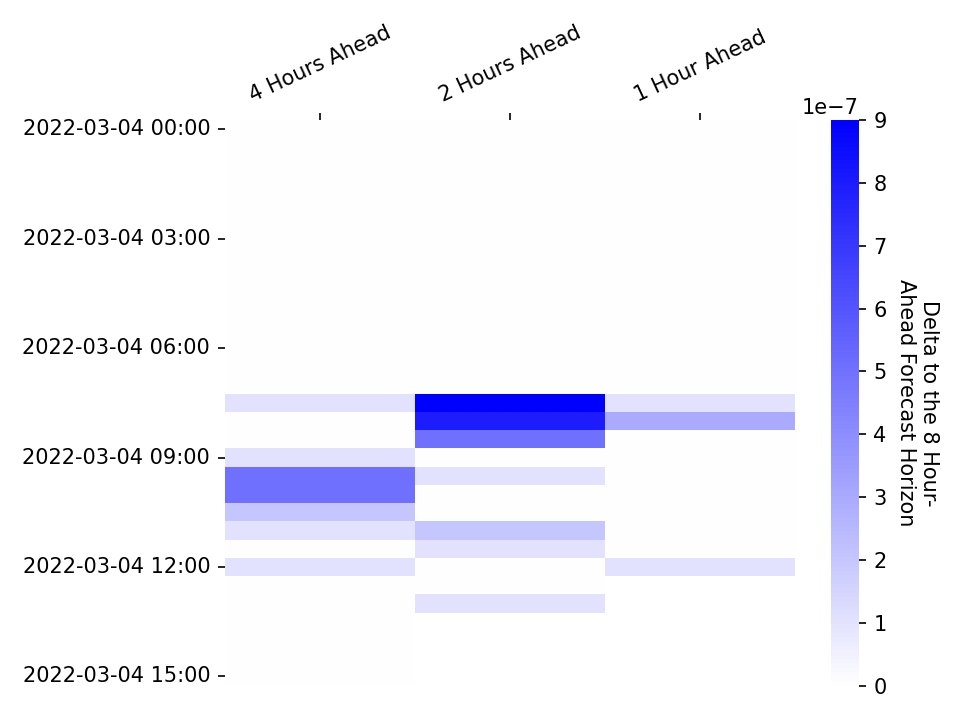 4 Hours Ahead
2 Hours Ahead
1 Hour Ahead
1e−7
2022-03-04 00:00
2022-03-04 03:00
2022-03-04 06:00
2022-03-04 09:00
2022-03-04 12:00
2022-03-04 15:00
9
8
7
6
5
4
3
2
1
0
Delta to the 8 Hour-
Ahead Forecast Horizon